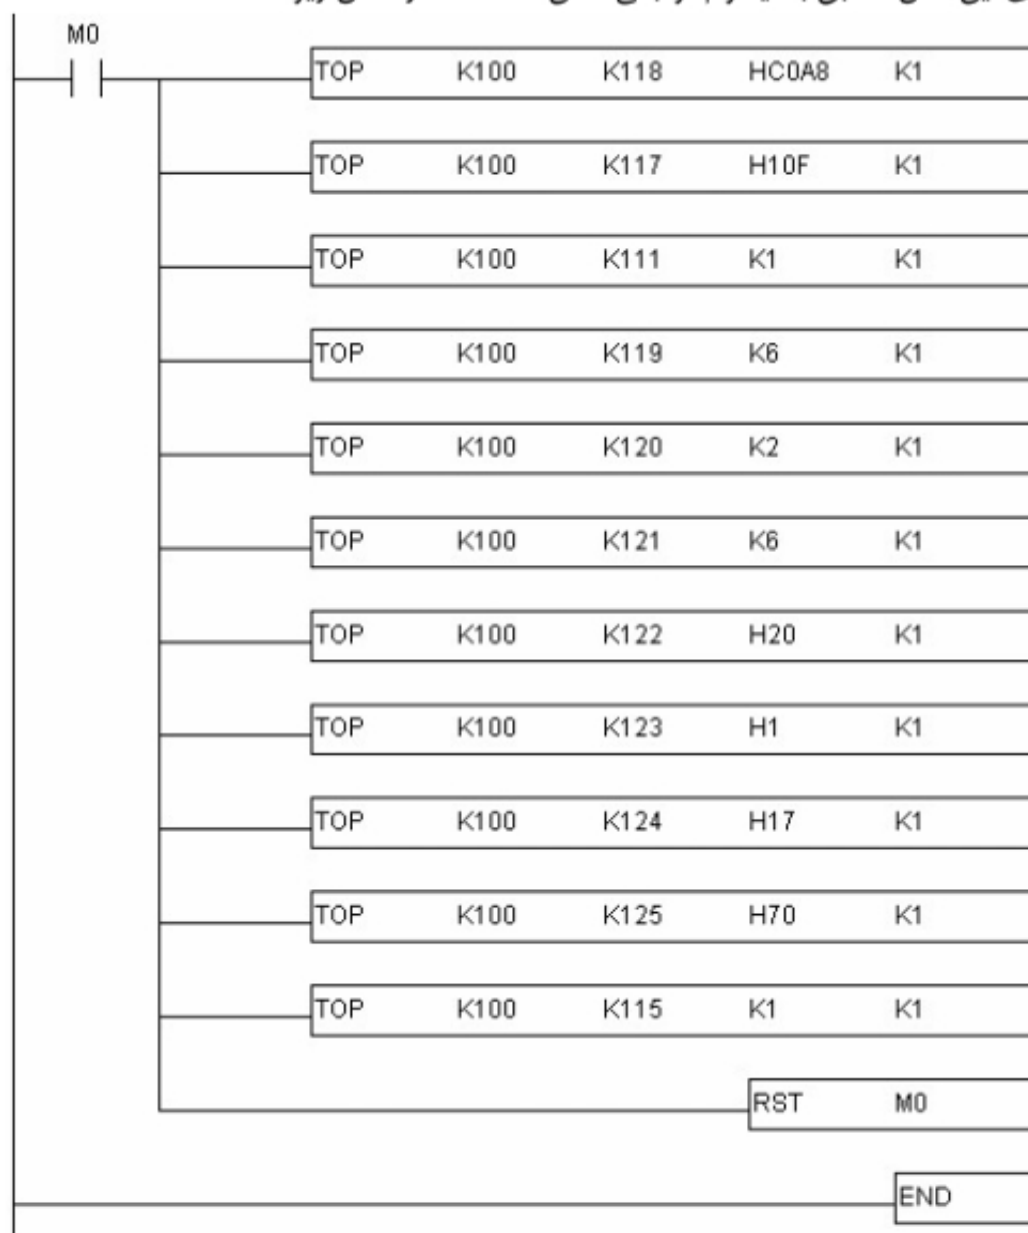 M0
TOP K100 K118 HC0A8 K1
TOP K100 K117 H10F K1
TOP K100 K111 K1 K1
TOP K100 K119 K6 K1
TOP K100 K120 K2 K1
TOP K100 K121 K6 K1
TOP K100 K122 H20 K1
TOP K100 K123 H1 K1
TOP K100 K124 H17 K1
TOP K100 K125 H70 K1
TOP K100 K115 K1 K1
RST M0
END